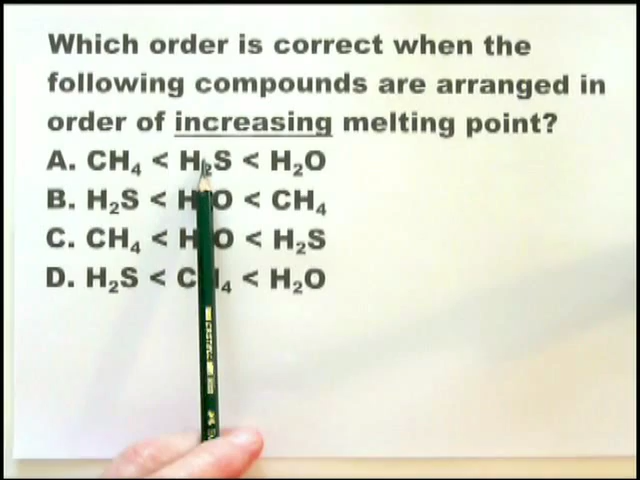 Which order is correct when the
following compounds are arranged in
order of increasing melting point?
A. CH₄ < H₂S < H₂O
B. H₂S < H O < CH₄
C. CH₄ < H O < H₂S
D. H₂S < C ₄ < H₂O